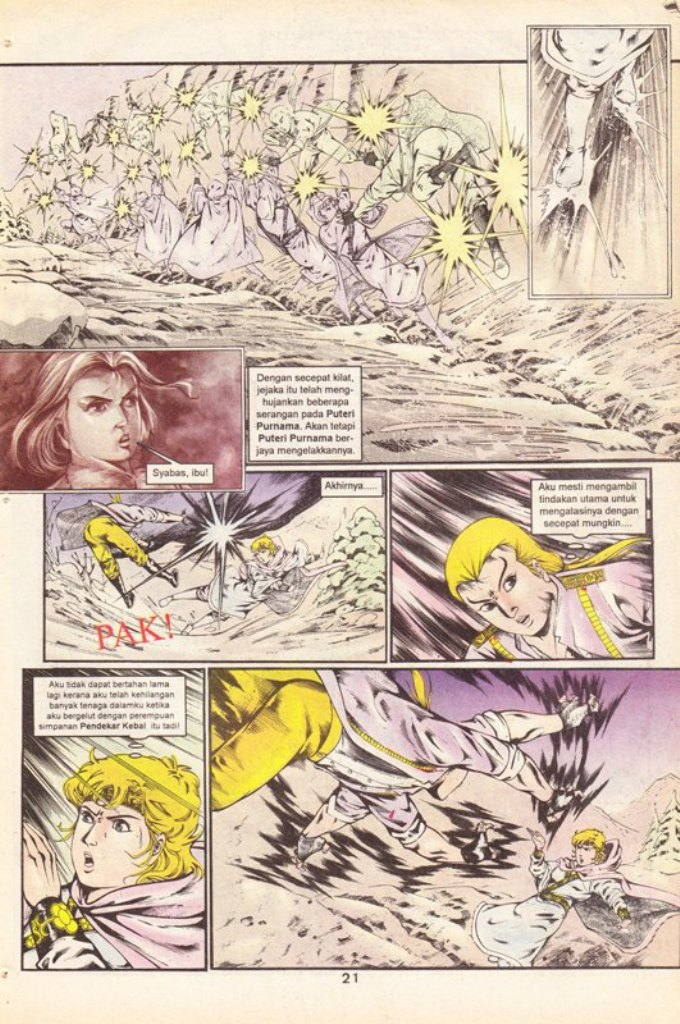 Dengan secepat kilat,
jejaka itu telah meng-
hujankan beberapa
serangan pada Puteri
Purnama. Akan tetapi
Puteri Purnama ber-
jaya mengelakkannya.
Syabas, ibu!
Akhirnya.....
PAK!
Aku mesti mengambil
tindakan utama untuk
mengalasinya dengan
secepat mungkin....
Aku tidak dapat bertahan lama
lagi kerana aku telah kehilangan
banyak tenaga dalamku ketika
aku bergelut dengan perempuan
simpanan Pendekar Kebal itu tadi!
21